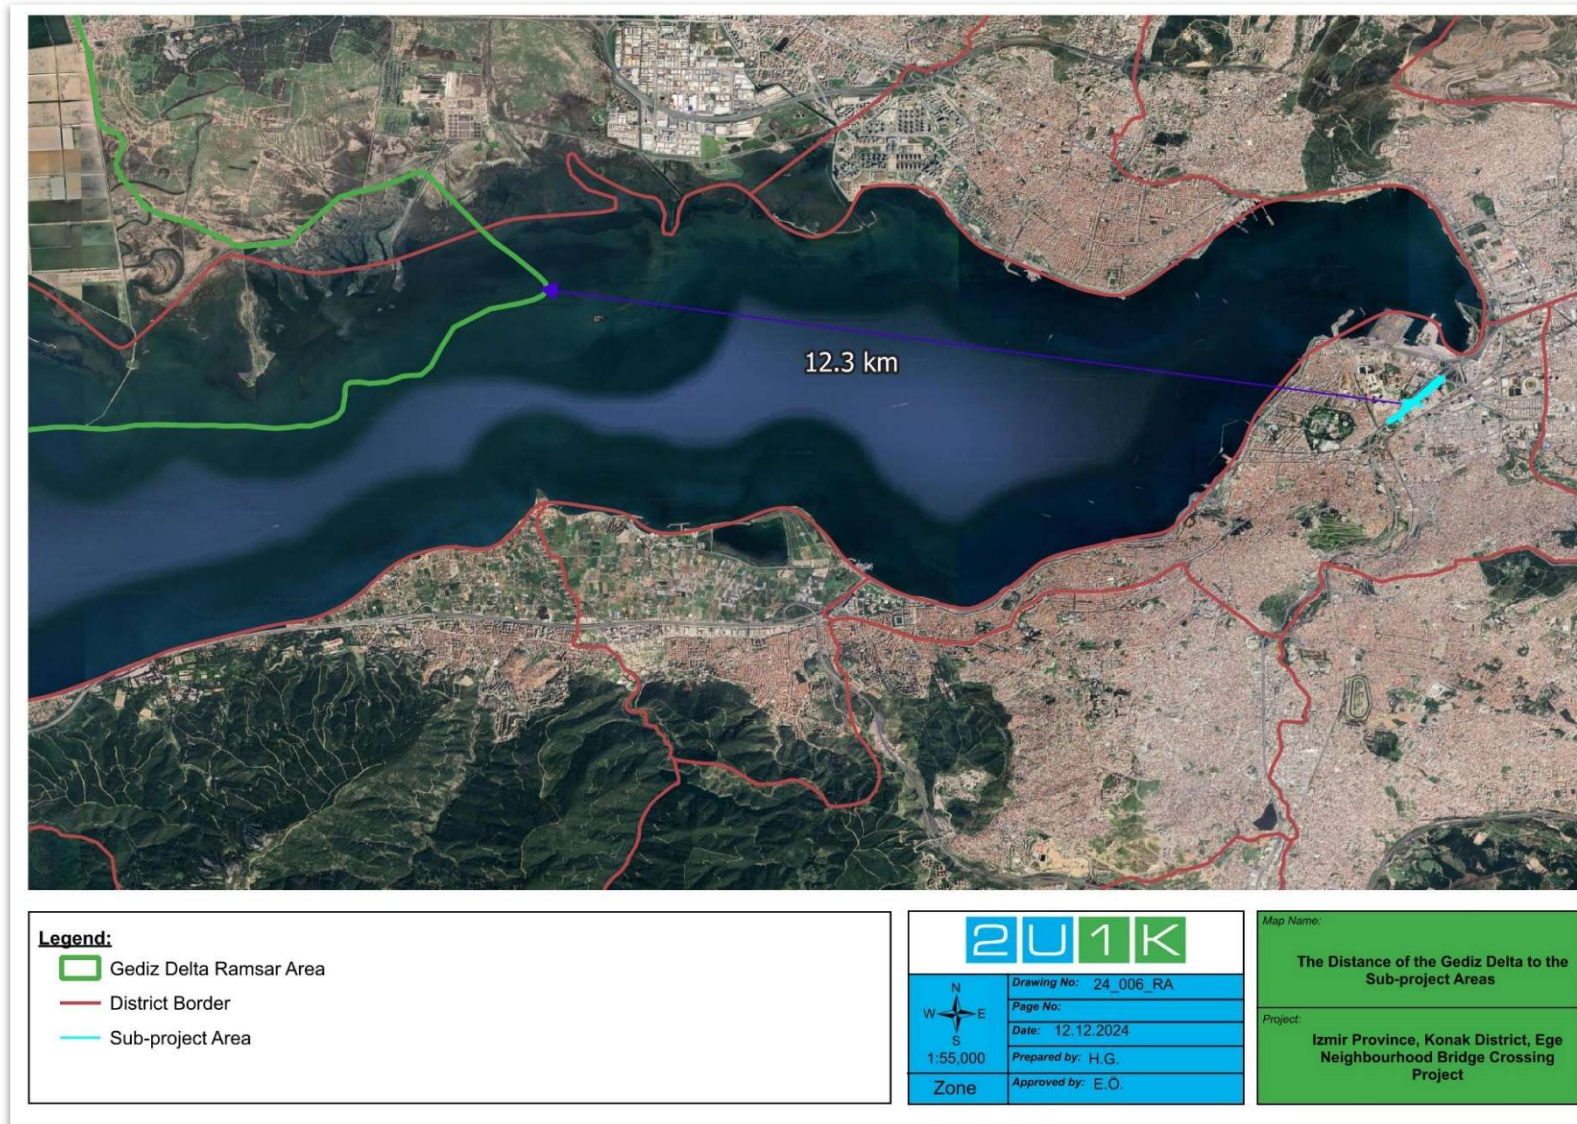 12.3 km
Legend:
Gediz Delta Ramsar Area
District Border
Sub-project Area
2U1K
N
W E
S
1:55,000
Zone
Drawing No: 24_006_RA
Page No:
Date: 12.12.2024
Prepared by: H.G.
Approved by: E.Ö.
Map Name:
The Distance of the Gediz Delta to the
Sub-project Areas
Project:
Izmir Province, Konak District, Ege
Neighbourhood Bridge Crossing
Project